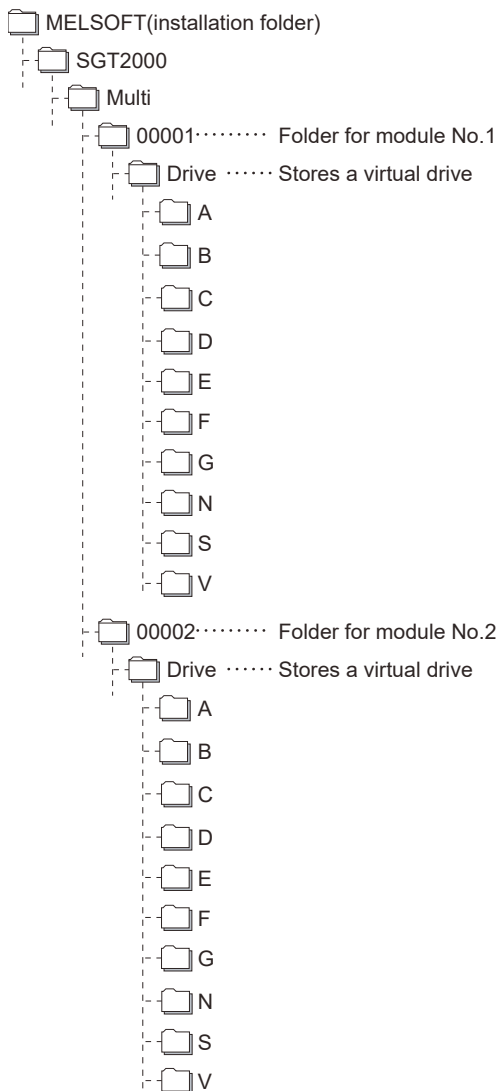 MELSOFT(installation folder)
SGT2000
Multi
00001········· Folder for module No.1
Drive ······ Stores a virtual drive
A
B
C
D
E
F
G
N
S
V
00002········· Folder for module No.2
Drive ······ Stores a virtual drive
A
B
C
D
E
F
G
N
S
V